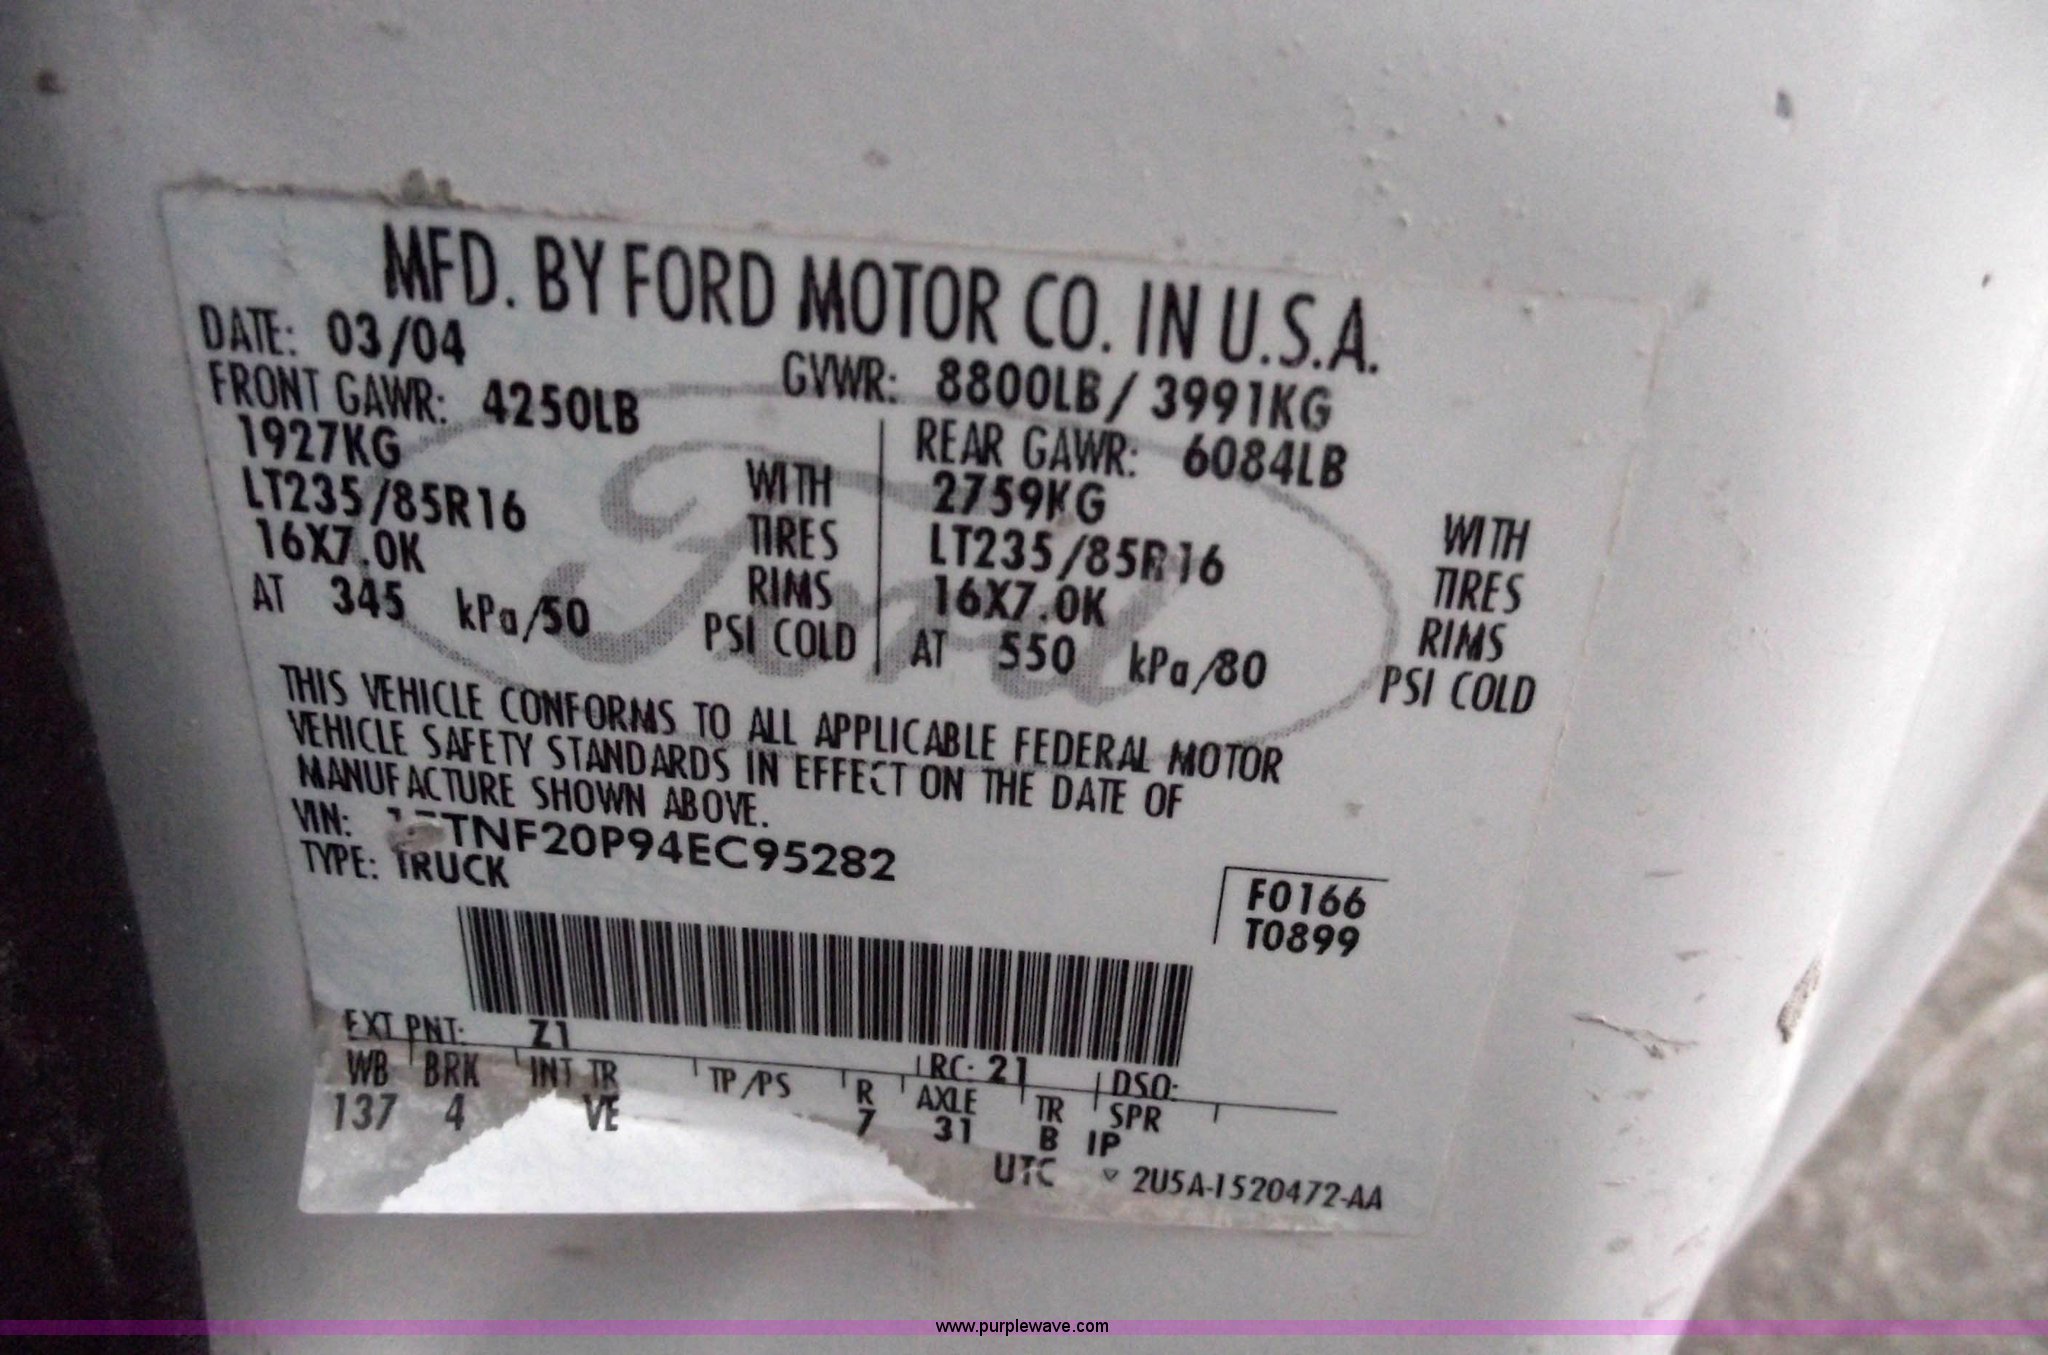 MFD. BY FORD MOTOR CO. IN U.S.A.
DATE: 03/04 GVWR: 8800LB / 3991KG
FRONT GAWR: 4250LB REAR GAWR: 6084LB
1927KG WITH 2759KG WITH
LT235/85R16 TIRES LT235/85R16 TIRES
16X7.0K RIMS 16X7.0K RIMS
AT 345 kPa/50 PSI COLD AT 550 kPa/80 PSI COLD
Ford
THIS VEHICLE CONFORMS TO ALL APPLICABLE FEDERAL MOTOR
VEHICLE SAFETY STANDARDS IN EFFECT ON THE DATE OF
MANUFACTURE SHOWN ABOVE.
VIN: 1FTNF20P94EC95282
TYPE: TRUCK
F0166
T0899
EXT PNT: Z1 RC: 21 DSO:
WB BRK INT TR TP/PS R AXLE TR SPR
137 4 VE 7 31 B IP
UTC ▽ 2U5A-1520472-AA
www.purplewave.com